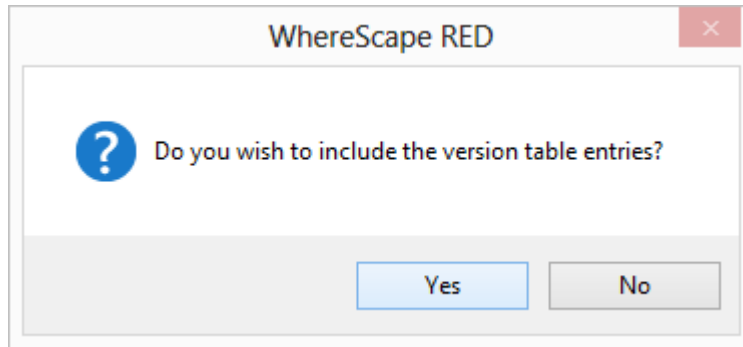 WhereScape RED
Do you wish to include the version table entries?
Yes
No